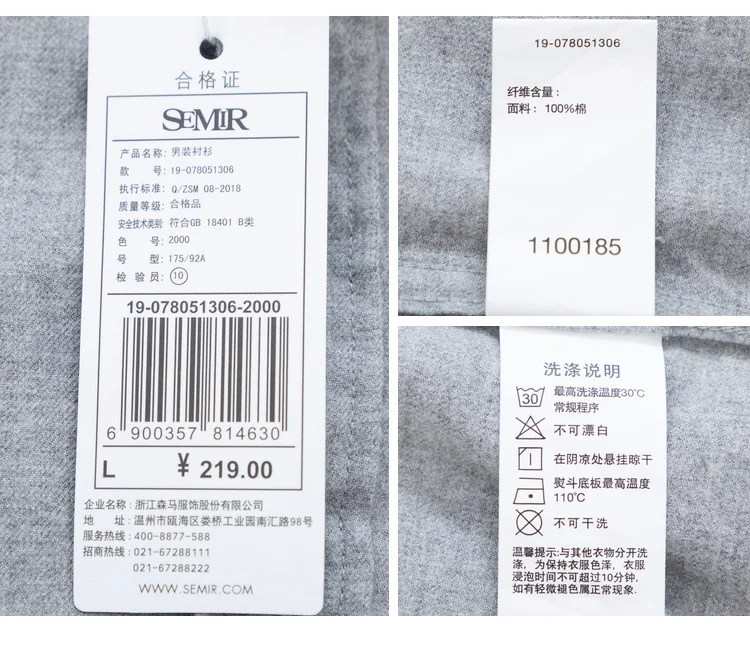 合格证
SEMIR
产品名称: 男装衬衫
款 号: 19-078051306
执行标准: Q/ZSM 08-2018
质量等级: 合格品
安全技术类别: 符合GB 18401 B类
色 号: 2000
号 型: 175/92A
检 验 员: 10
19-078051306-2000
6 900357 814630
L ¥ 219.00
企业名称: 浙江森马服饰股份有限公司
地 址: 温州市瓯海区娄桥工业园南汇路98号
服务热线: 400-8877-588
招商热线: 021-67288111
021-67288222
WWW.SEMIR.COM
19-078051306
纤维含量:
面料: 100%棉
1100185
洗涤说明
30 最高洗涤温度30℃
常规程序
不可漂白
在阴凉处悬挂晾干
熨斗底板最高温度
110℃
不可干洗
温馨提示:与其他衣物分开洗
涤, 为保持衣服色泽, 衣服
浸泡时间不可超过10分钟,
如有轻微褪色属正常现象.